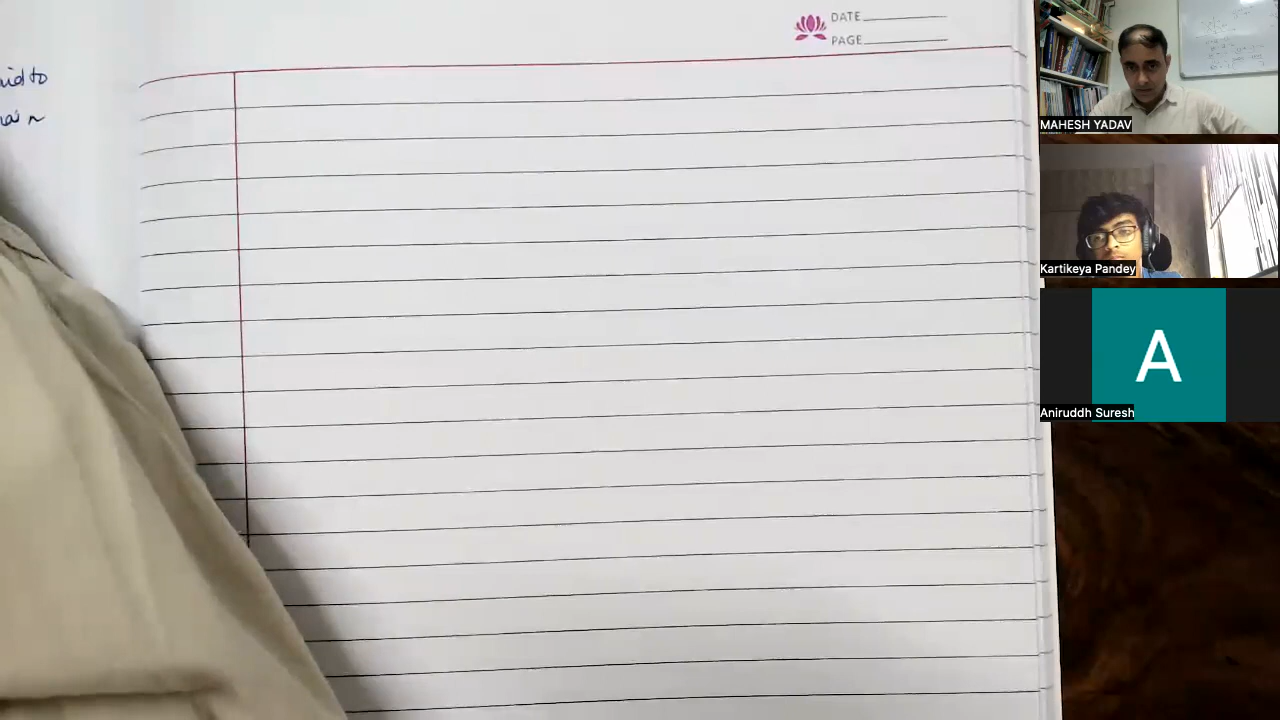 DATE
PAGE
MAHESH YADAV
Kartikeya Pandey
A
Aniruddh Suresh